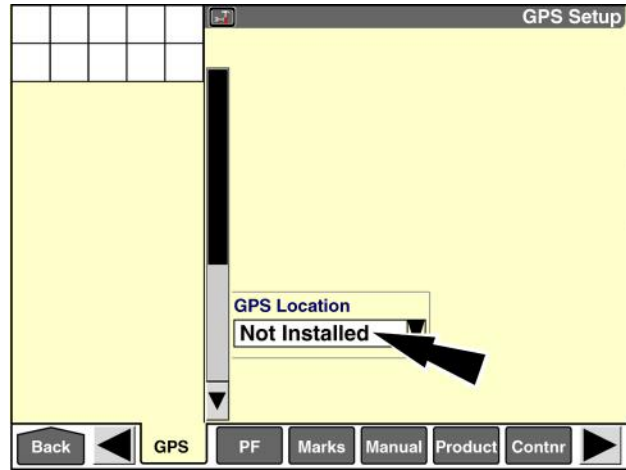 GPS Setup
GPS Location
Not Installed
Back GPS PF Marks Manual Product Contnr